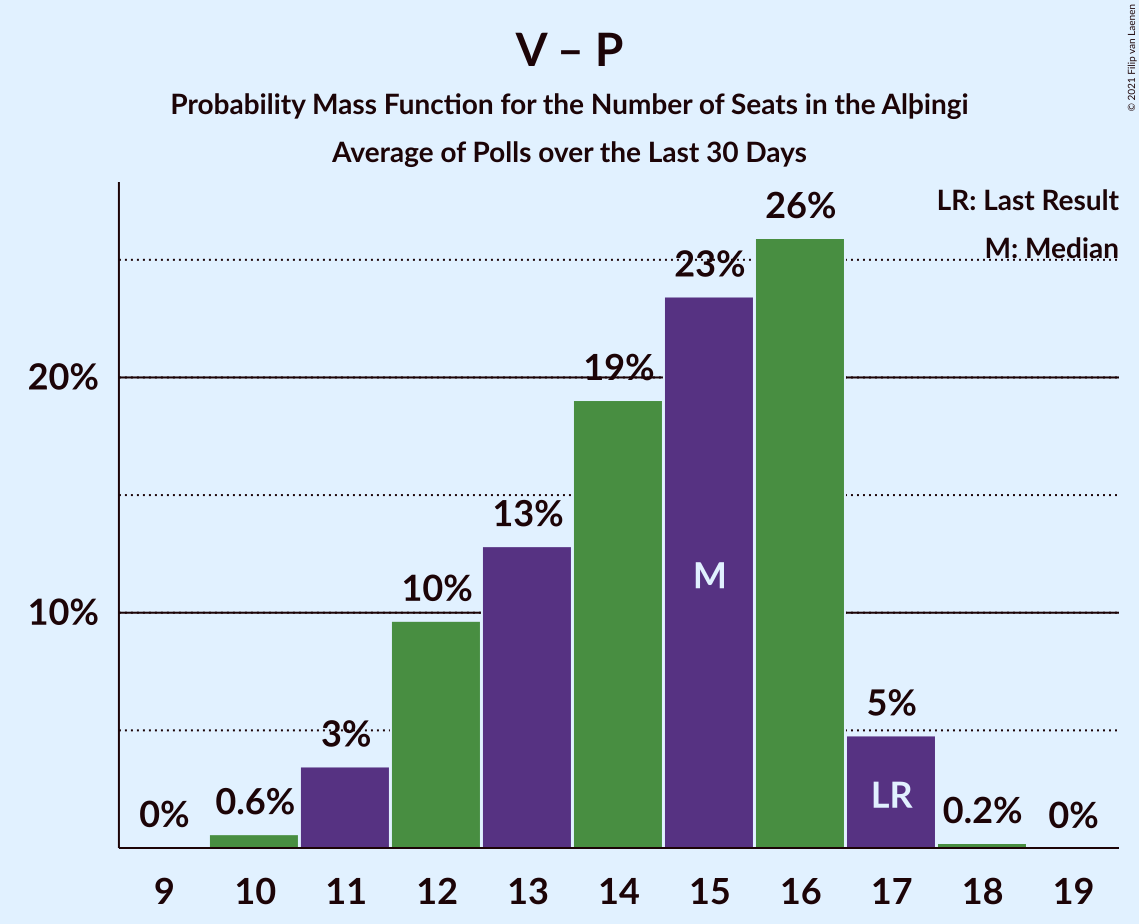 V – P
Probability Mass Function for the Number of Seats in the Alþingi
Average of Polls over the Last 30 Days
© 2021 Filip van Laenen
LR: Last Result
M: Median
26%
23%
20%
19%
13%
M
10%
10%
5%
3%
LR
0.6%
0.2%
0%
0%
9 10 11 12 13 14 15 16 17 18 19